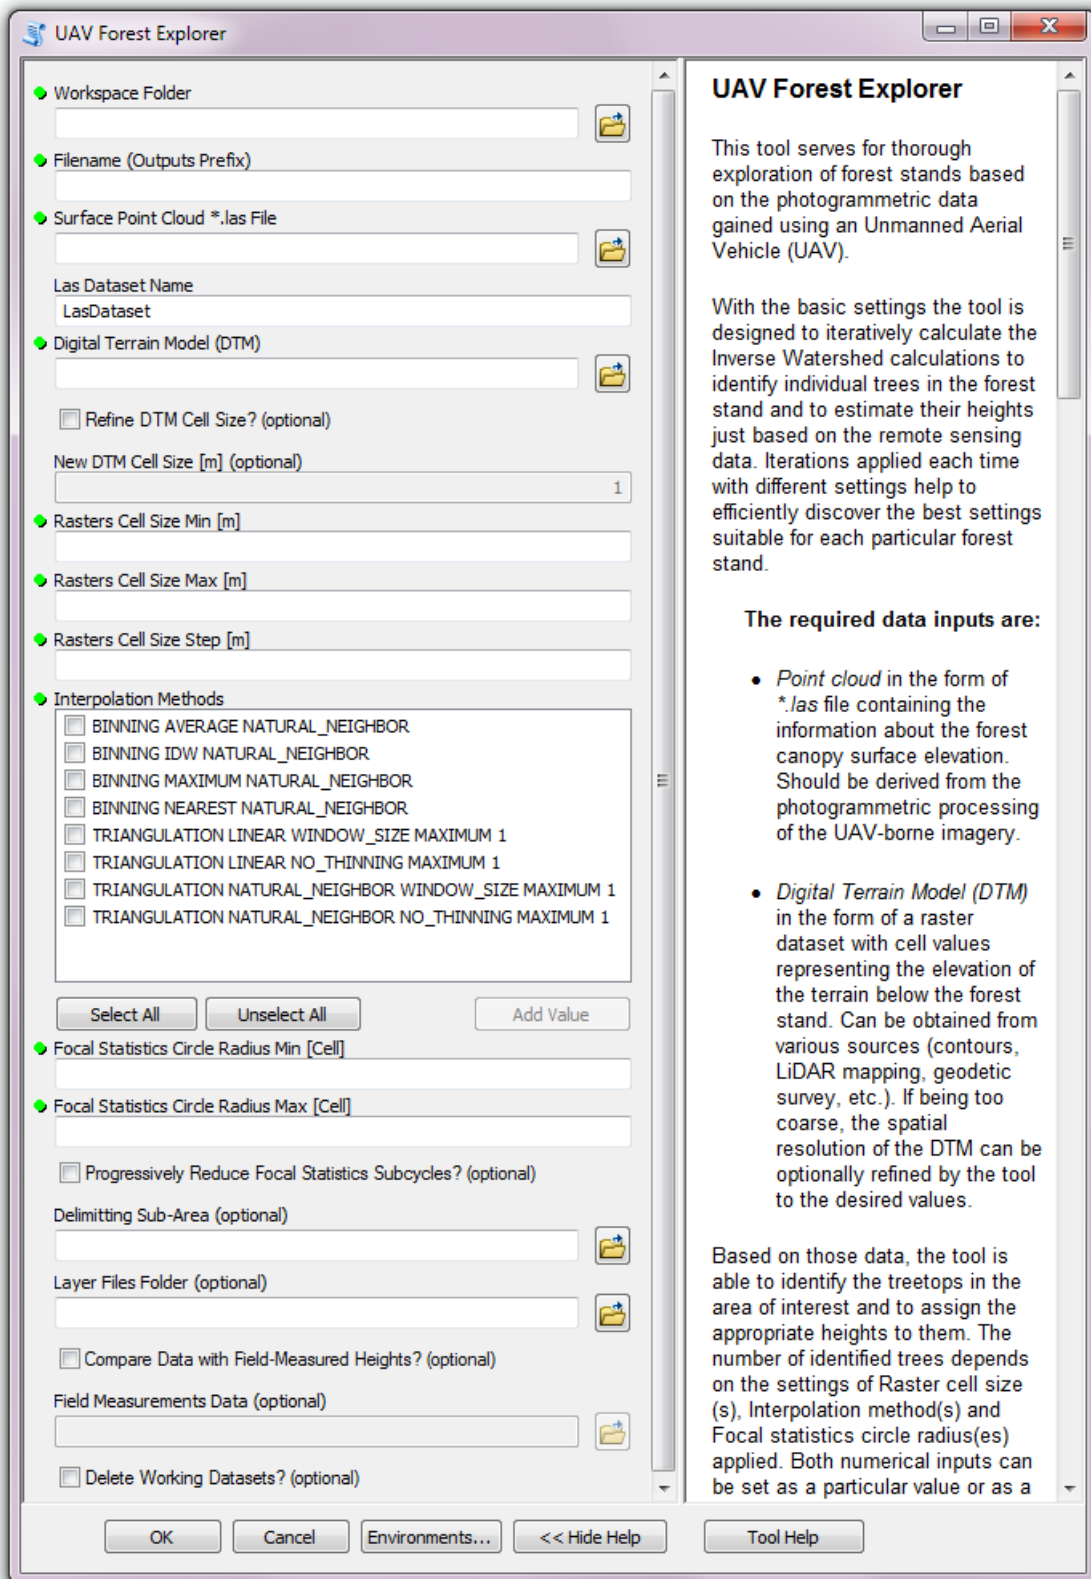 UAV Forest Explorer
Workspace Folder
Filename (Outputs Prefix)
Surface Point Cloud *.las File
Las Dataset Name
LasDataset
Digital Terrain Model (DTM)
Refine DTM Cell Size? (optional)
New DTM Cell Size [m] (optional)
1
Rasters Cell Size Min [m]
Rasters Cell Size Max [m]
Rasters Cell Size Step [m]
Interpolation Methods
BINNING AVERAGE NATURAL_NEIGHBOR
BINNING IDW NATURAL_NEIGHBOR
BINNING MAXIMUM NATURAL_NEIGHBOR
BINNING NEAREST NATURAL_NEIGHBOR
TRIANGULATION LINEAR WINDOW_SIZE MAXIMUM 1
TRIANGULATION LINEAR NO_THINNING MAXIMUM 1
TRIANGULATION NATURAL_NEIGHBOR WINDOW_SIZE MAXIMUM 1
TRIANGULATION NATURAL_NEIGHBOR NO_THINNING MAXIMUM 1
Select All
Unselect All
Add Value
Focal Statistics Circle Radius Min [Cell]
Focal Statistics Circle Radius Max [Cell]
Progressively Reduce Focal Statistics Subcycles? (optional)
Delimitting Sub-Area (optional)
Layer Files Folder (optional)
Compare Data with Field-Measured Heights? (optional)
Field Measurements Data (optional)
Delete Working Datasets? (optional)
UAV Forest Explorer
This tool serves for thorough
exploration of forest stands based
on the photogrammetric data
gained using an Unmanned Aerial
Vehicle (UAV).
With the basic settings the tool is
designed to iteratively calculate the
Inverse Watershed calculations to
identify individual trees in the forest
stand and to estimate their heights
just based on the remote sensing
data. Iterations applied each time
with different settings help to
efficiently discover the best settings
suitable for each particular forest
stand.
The required data inputs are:
• Point cloud in the form of
*.las file containing the
information about the forest
canopy surface elevation.
Should be derived from the
photogrammetric processing
of the UAV-borne imagery.
• Digital Terrain Model (DTM)
in the form of a raster
dataset with cell values
representing the elevation of
the terrain below the forest
stand. Can be obtained from
various sources (contours,
LiDAR mapping, geodetic
survey, etc.). If being too
coarse, the spatial
resolution of the DTM can be
optionally refined by the tool
to the desired values.
Based on those data, the tool is
able to identify the treetops in the
area of interest and to assign the
appropriate heights to them. The
number of identified trees depends
on the settings of Raster cell size
(s), Interpolation method(s) and
Focal statistics circle radius(es)
applied. Both numerical inputs can
be set as a particular value or as a
OK
Cancel
Environments...
<< Hide Help
Tool Help